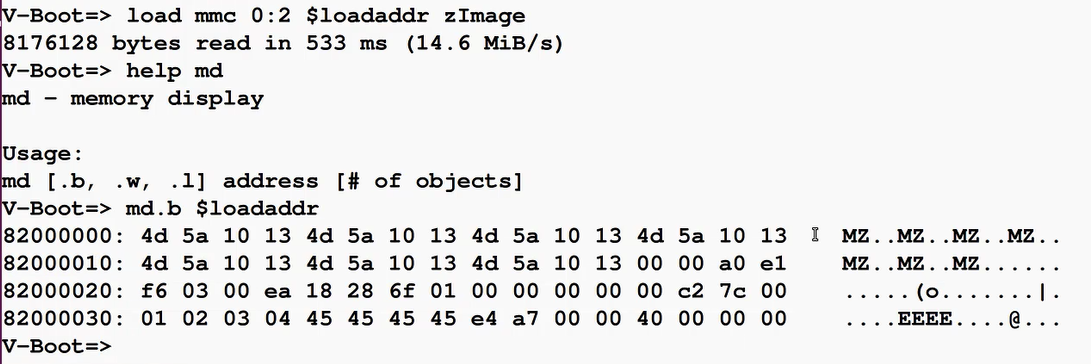 V-Boot=> load mmc 0:2 $loadaddr zImage
8176128 bytes read in 533 ms (14.6 MiB/s)
V-Boot=> help md
md - memory display

Usage:
md [.b, .w, .l] address [# of objects]
V-Boot=> md.b $loadaddr
82000000: 4d 5a 10 13 4d 5a 10 13 4d 5a 10 13 4d 5a 10 13    MZ..MZ..MZ..MZ..
82000010: 4d 5a 10 13 4d 5a 10 13 4d 5a 10 13 00 00 a0 e1    MZ..MZ..MZ......
82000020: f6 03 00 ea 18 28 6f 01 00 00 00 00 00 c2 7c 00    .....(o.......|.
82000030: 01 02 03 04 45 45 45 45 e4 a7 00 00 40 00 00 00    ....EEEE....@...
V-Boot=>